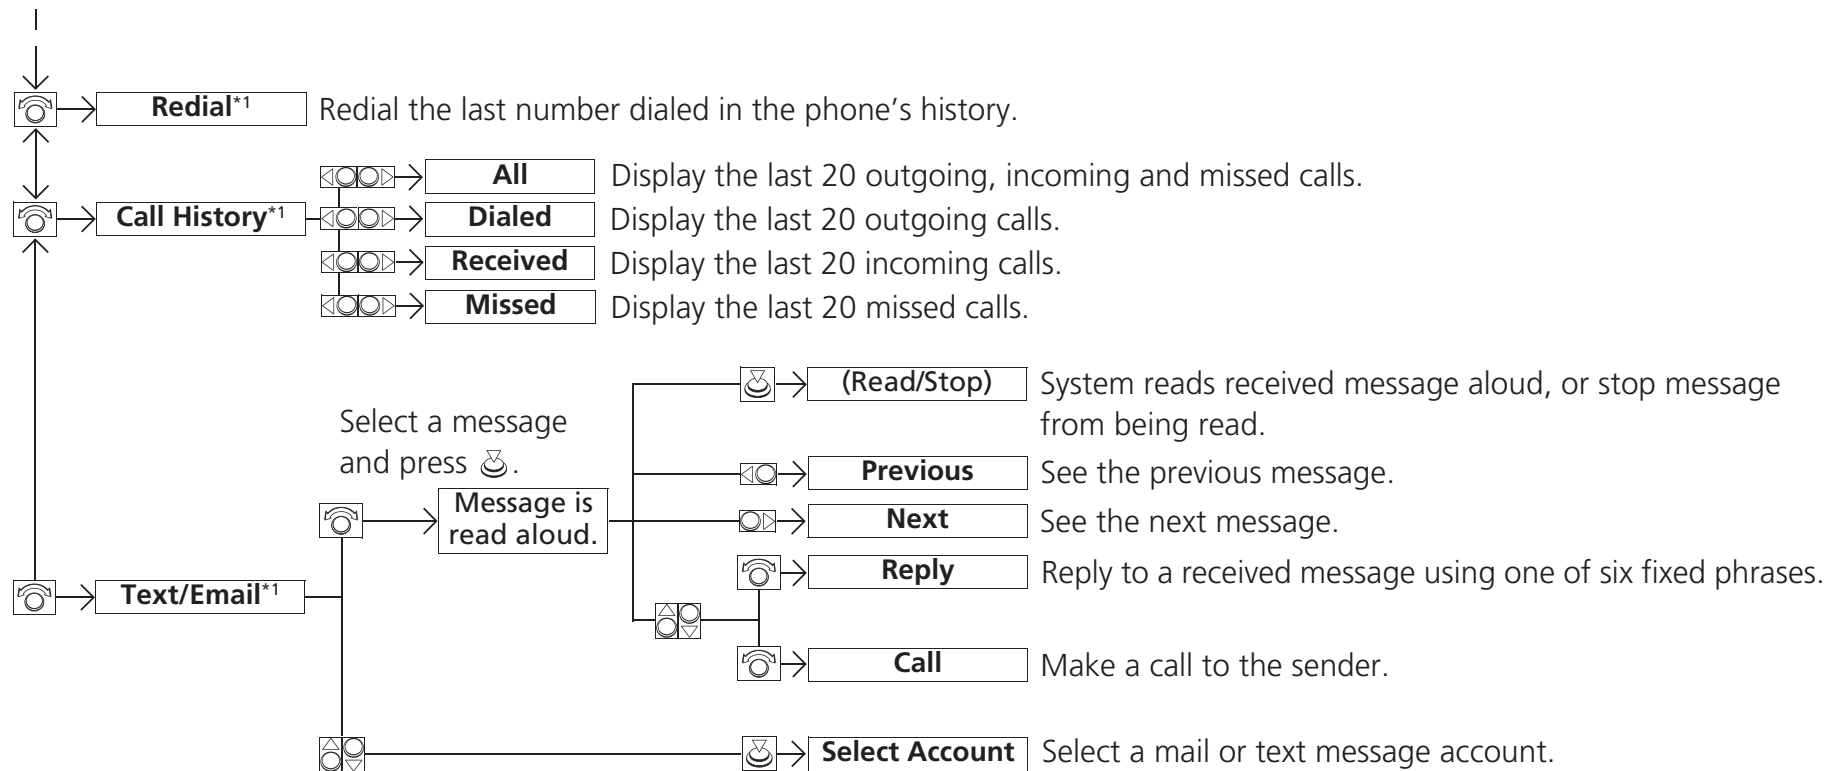 Redial*1 Redial the last number dialed in the phone's history.
All Display the last 20 outgoing, incoming and missed calls.
Call History*1 Dialed Display the last 20 outgoing calls.
Received Display the last 20 incoming calls.
Missed Display the last 20 missed calls.
(Read/Stop) System reads received message aloud, or stop message
from being read.
Select a message
and press .
Previous See the previous message.
Message is
read aloud.
Next See the next message.
Reply Reply to a received message using one of six fixed phrases.
Text/Email*1
Call Make a call to the sender.
Select Account Select a mail or text message account.